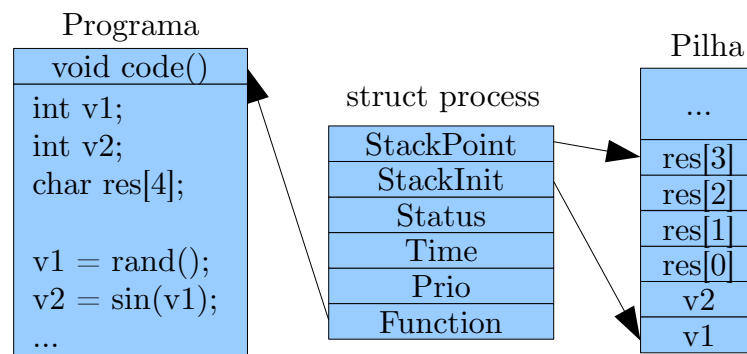 Programa
void code()
int v1;
int v2;
char res[4];
v1 = rand();
v2 = sin(v1);
...
struct process
StackPoint
StackInit
Status
Time
Prio
Function
Pilha
...
res[3]
res[2]
res[1]
res[0]
v2
v1